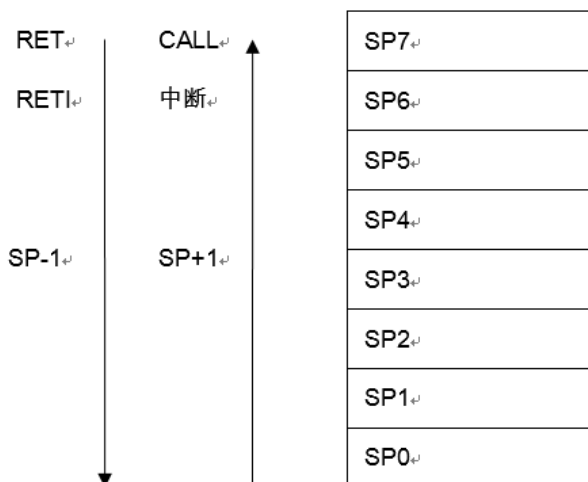 RET CALL SP7
RETI 中断 SP6
SP5
SP4
SP-1 SP+1
SP3
SP2
SP1
SP0